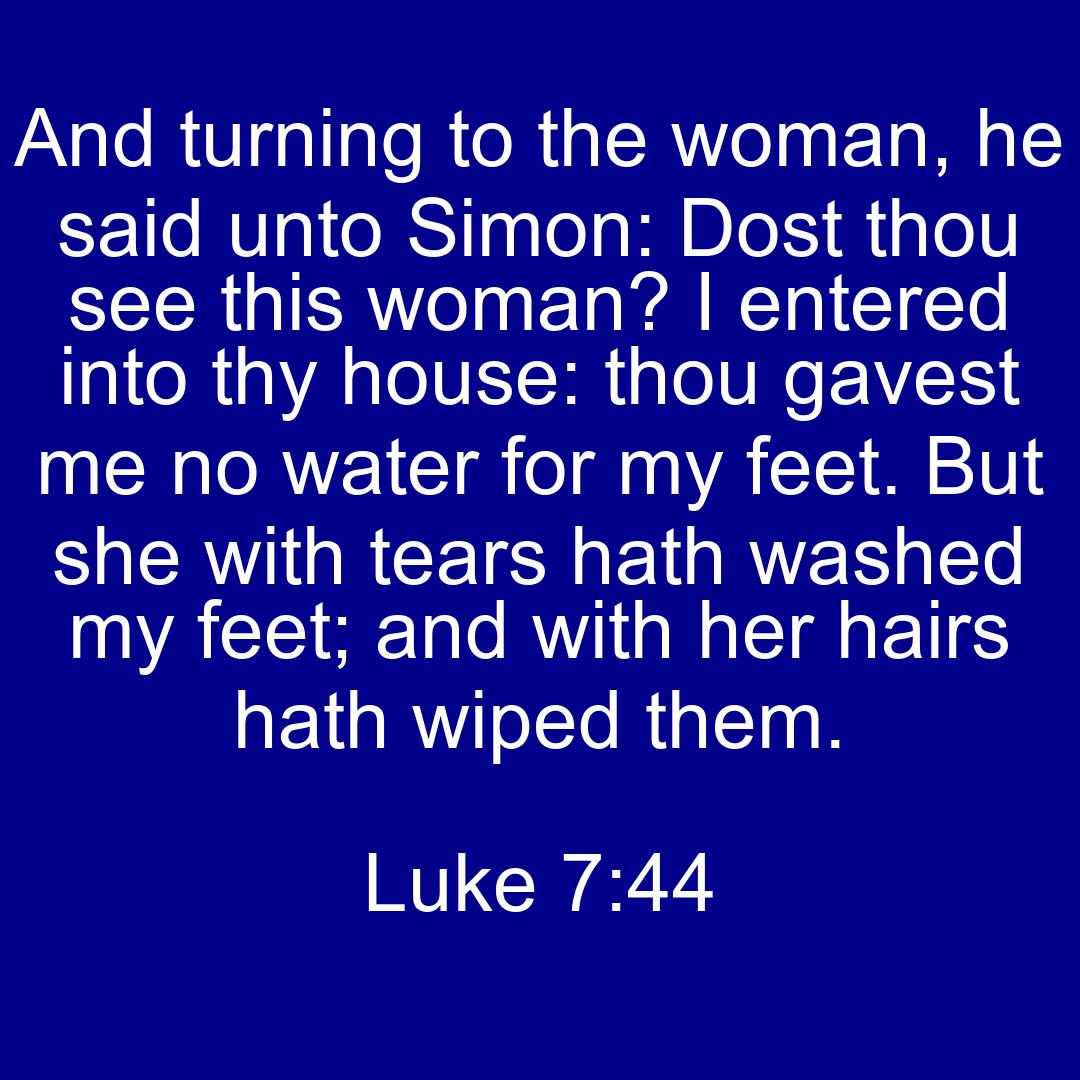 And turning to the woman, he
said unto Simon: Dost thou
see this woman? I entered
into thy house: thou gavest
me no water for my feet. But
she with tears hath washed
my feet; and with her hairs
hath wiped them.
Luke 7:44